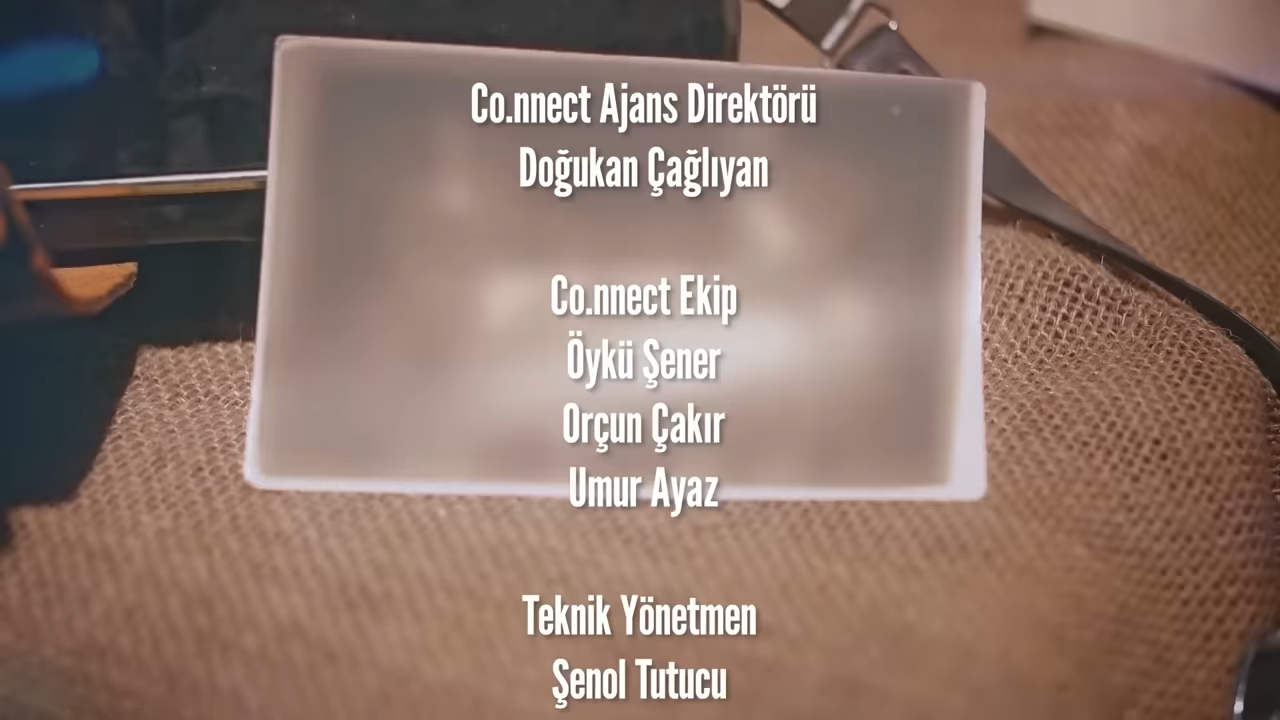 Co.nnect Ajans Direktörü
Doğukan Çağlıyan
Co.nnect Ekip
Öykü Şener
Orçun Çakır
Umur Ayaz
Teknik Yönetmen
Şenol Tutucu